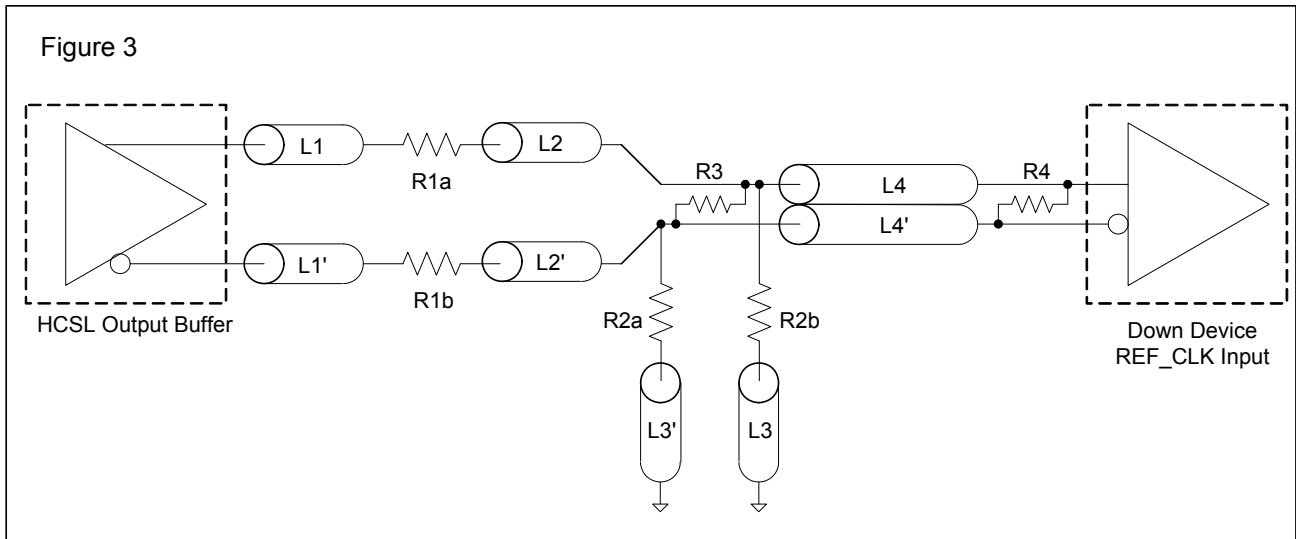 Figure 3
L1
R1a
L2
R3
L4
R4
L4'
L1'
R1b
L2'
HCSL Output Buffer
R2a
R2b
Down Device
REF_CLK Input
L3'
L3